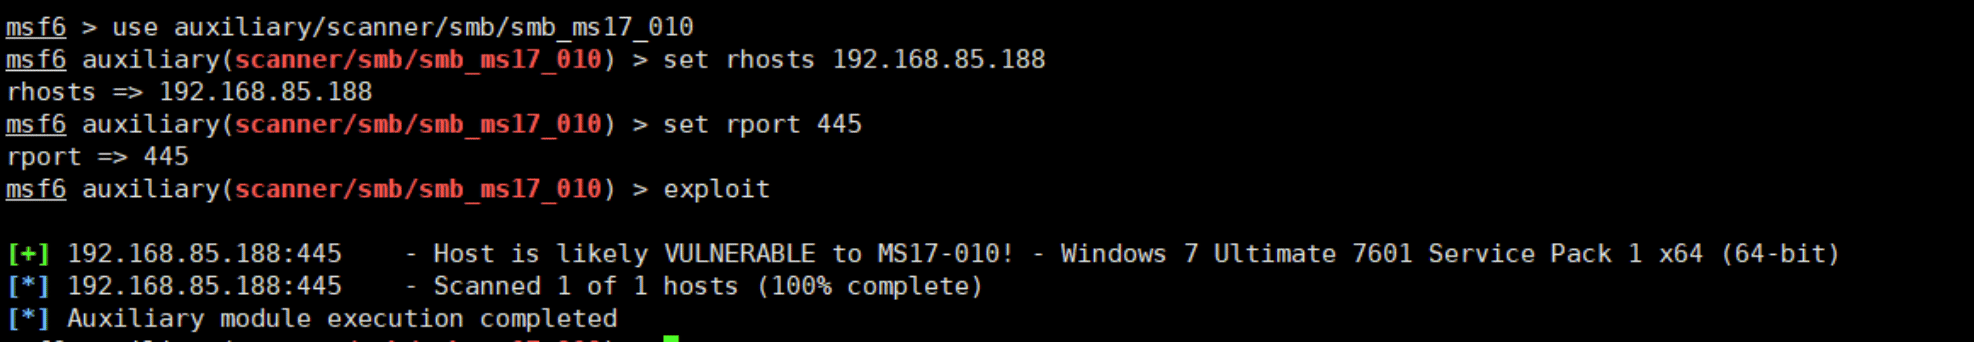 msf6 > use auxiliary/scanner/smb/smb_ms17_010
msf6 auxiliary(scanner/smb/smb_ms17_010) > set rhosts 192.168.85.188
rhosts => 192.168.85.188
msf6 auxiliary(scanner/smb/smb_ms17_010) > set rport 445
rport => 445
msf6 auxiliary(scanner/smb/smb_ms17_010) > exploit
[+] 192.168.85.188:445    - Host is likely VULNERABLE to MS17-010! - Windows 7 Ultimate 7601 Service Pack 1 x64 (64-bit)
[*] 192.168.85.188:445    - Scanned 1 of 1 hosts (100% complete)
[*] Auxiliary module execution completed